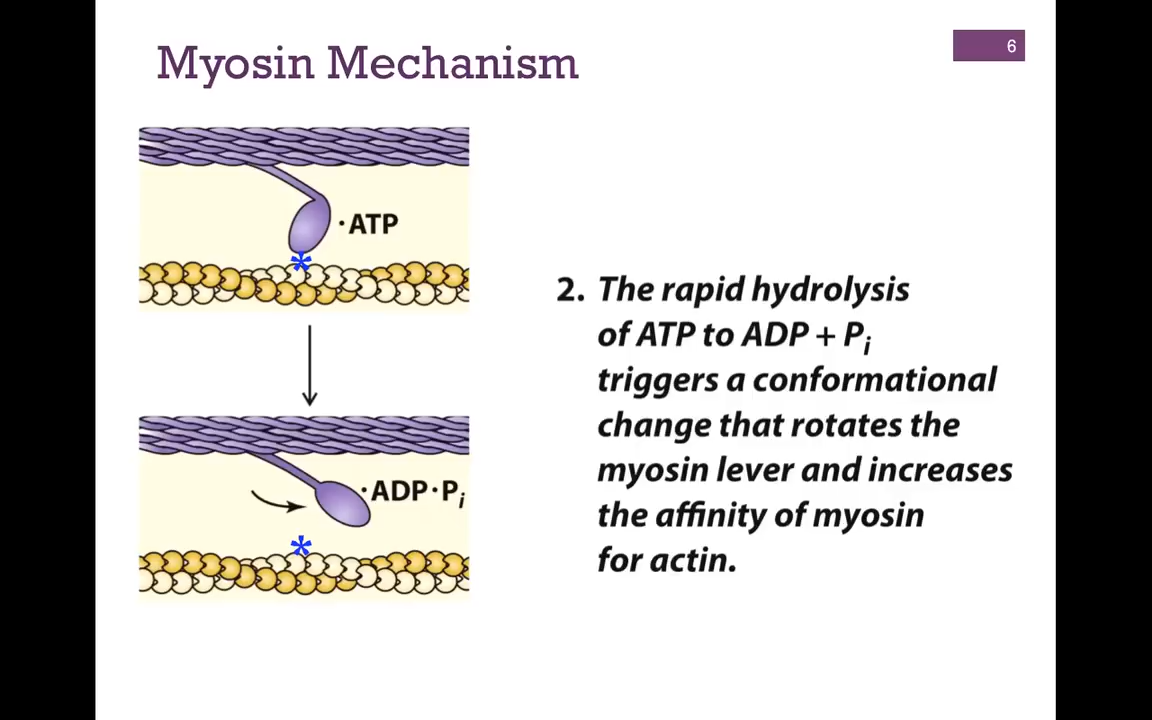 Myosin Mechanism
6
·ATP
*
2. The rapid hydrolysis
of ATP to ADP + Pi
triggers a conformational
change that rotates the
myosin lever and increases
the affinity of myosin
for actin.
·ADP·Pi
*